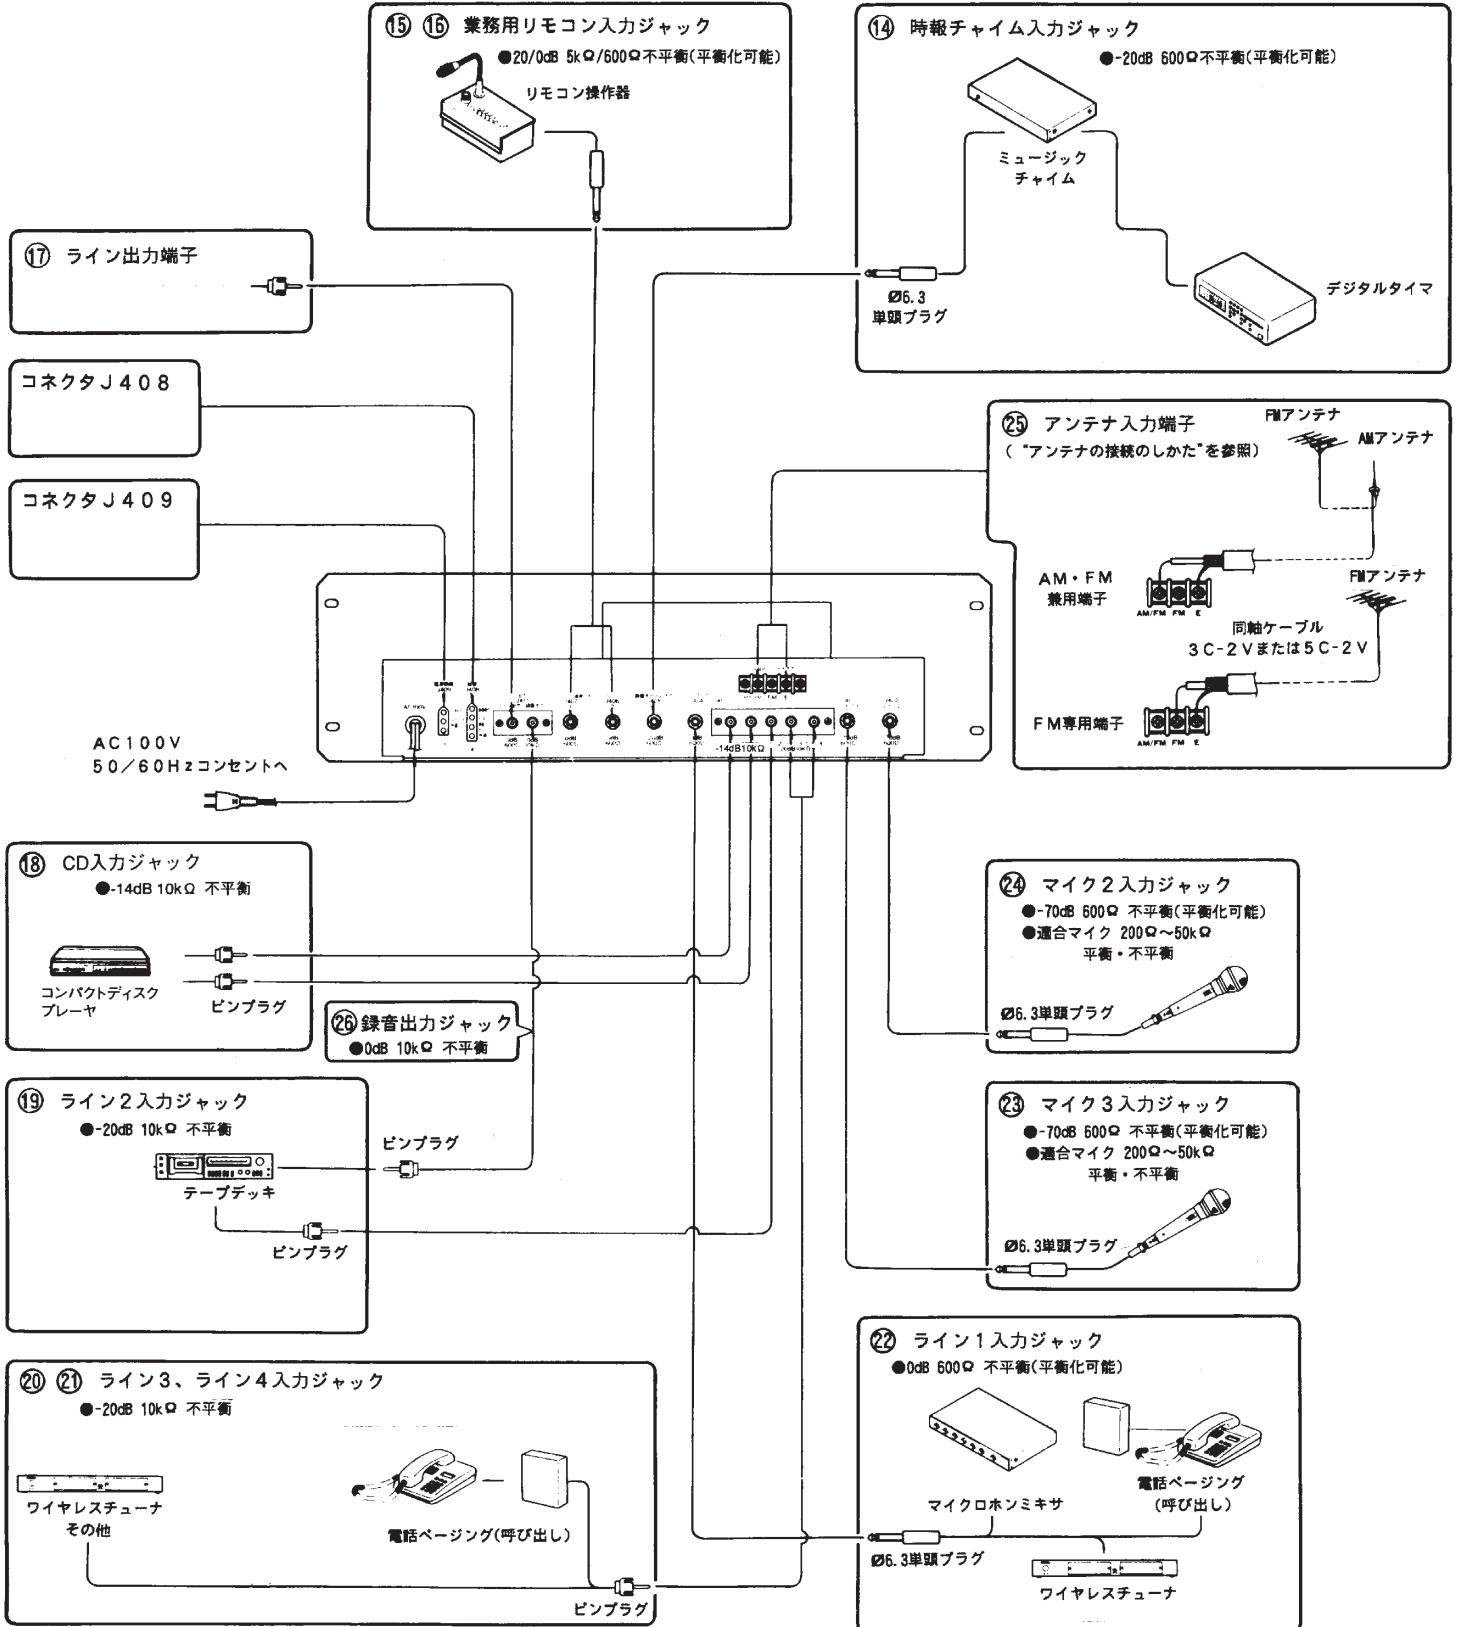 ⑮ ⑯ 業務用リモコン入力ジャック
●20/0dB 5kΩ/600Ω不平衡(平衡化可能)
リモコン操作器
⑭ 時報チャイム入力ジャック
●-20dB 600Ω不平衡(平衡化可能)
ミュージック
チャイム
Ø6.3
単頭プラグ
デジタルタイマ
⑰ ライン出力端子
コネクタJ408
コネクタJ409
㉕ アンテナ入力端子
( “アンテナの接続のしかた”を参照)
FMアンテナ
AMアンテナ
AM・FM
兼用端子
AM/FM FM E
FMアンテナ
同軸ケーブル
3C-2Vまたは5C-2V
FM専用端子
AM/FM FM E
-14dB10kΩ
AC100V
50/60Hzコンセントへ
⑱ CD入力ジャック
●-14dB 10kΩ 不平衡
コンパクトディスク
プレーヤ
ピンプラグ
㉖ 録音出力ジャック
●0dB 10kΩ 不平衡
㉔ マイク2入力ジャック
●-70dB 600Ω 不平衡(平衡化可能)
●適合マイク 200Ω～50kΩ
平衡・不平衡
Ø6.3単頭プラグ
⑲ ライン2入力ジャック
●-20dB 10kΩ 不平衡
テープデッキ
ピンプラグ
ピンプラグ
㉓ マイク3入力ジャック
●-70dB 600Ω 不平衡(平衡化可能)
●適合マイク 200Ω～50kΩ
平衡・不平衡
Ø6.3単頭プラグ
⑳ ㉑ ライン3、ライン4入力ジャック
●-20dB 10kΩ 不平衡
ワイヤレスチューナ
その他
電話ページング(呼び出し)
ピンプラグ
㉒ ライン1入力ジャック
●0dB 600Ω 不平衡(平衡化可能)
マイクロホンミキサ
電話ページング
(呼び出し)
Ø6.3単頭プラグ
ワイヤレスチューナ